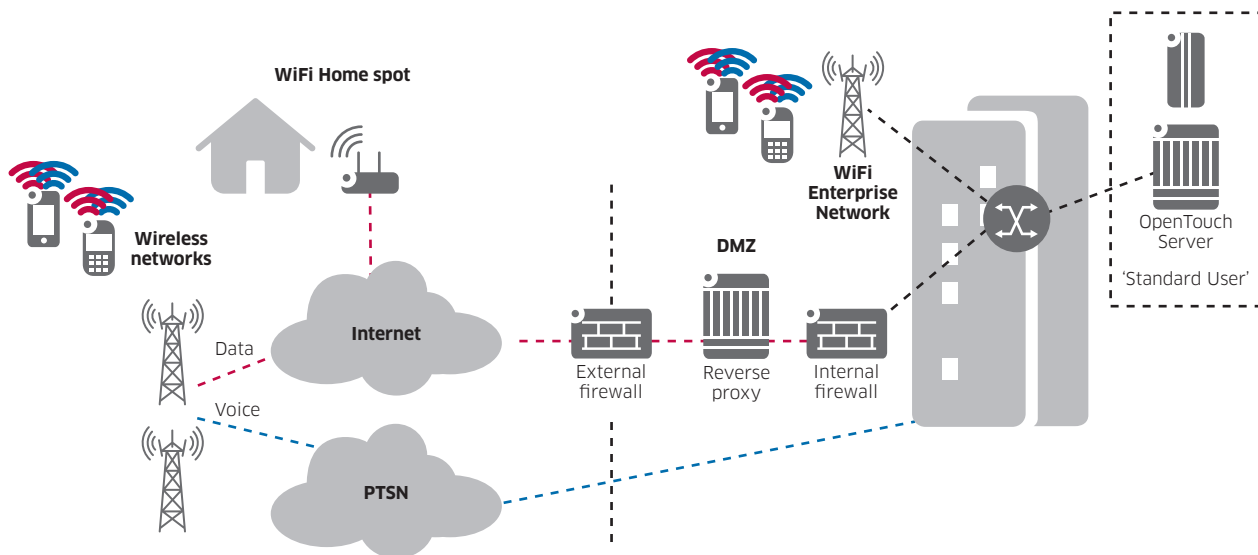 WiFi Home spot
Wireless
networks
Data
Internet
Voice
PTSN
External
firewall
DMZ
Reverse
proxy
Internal
firewall
WiFi
Enterprise
Network
OpenTouch
Server
‘Standard User’